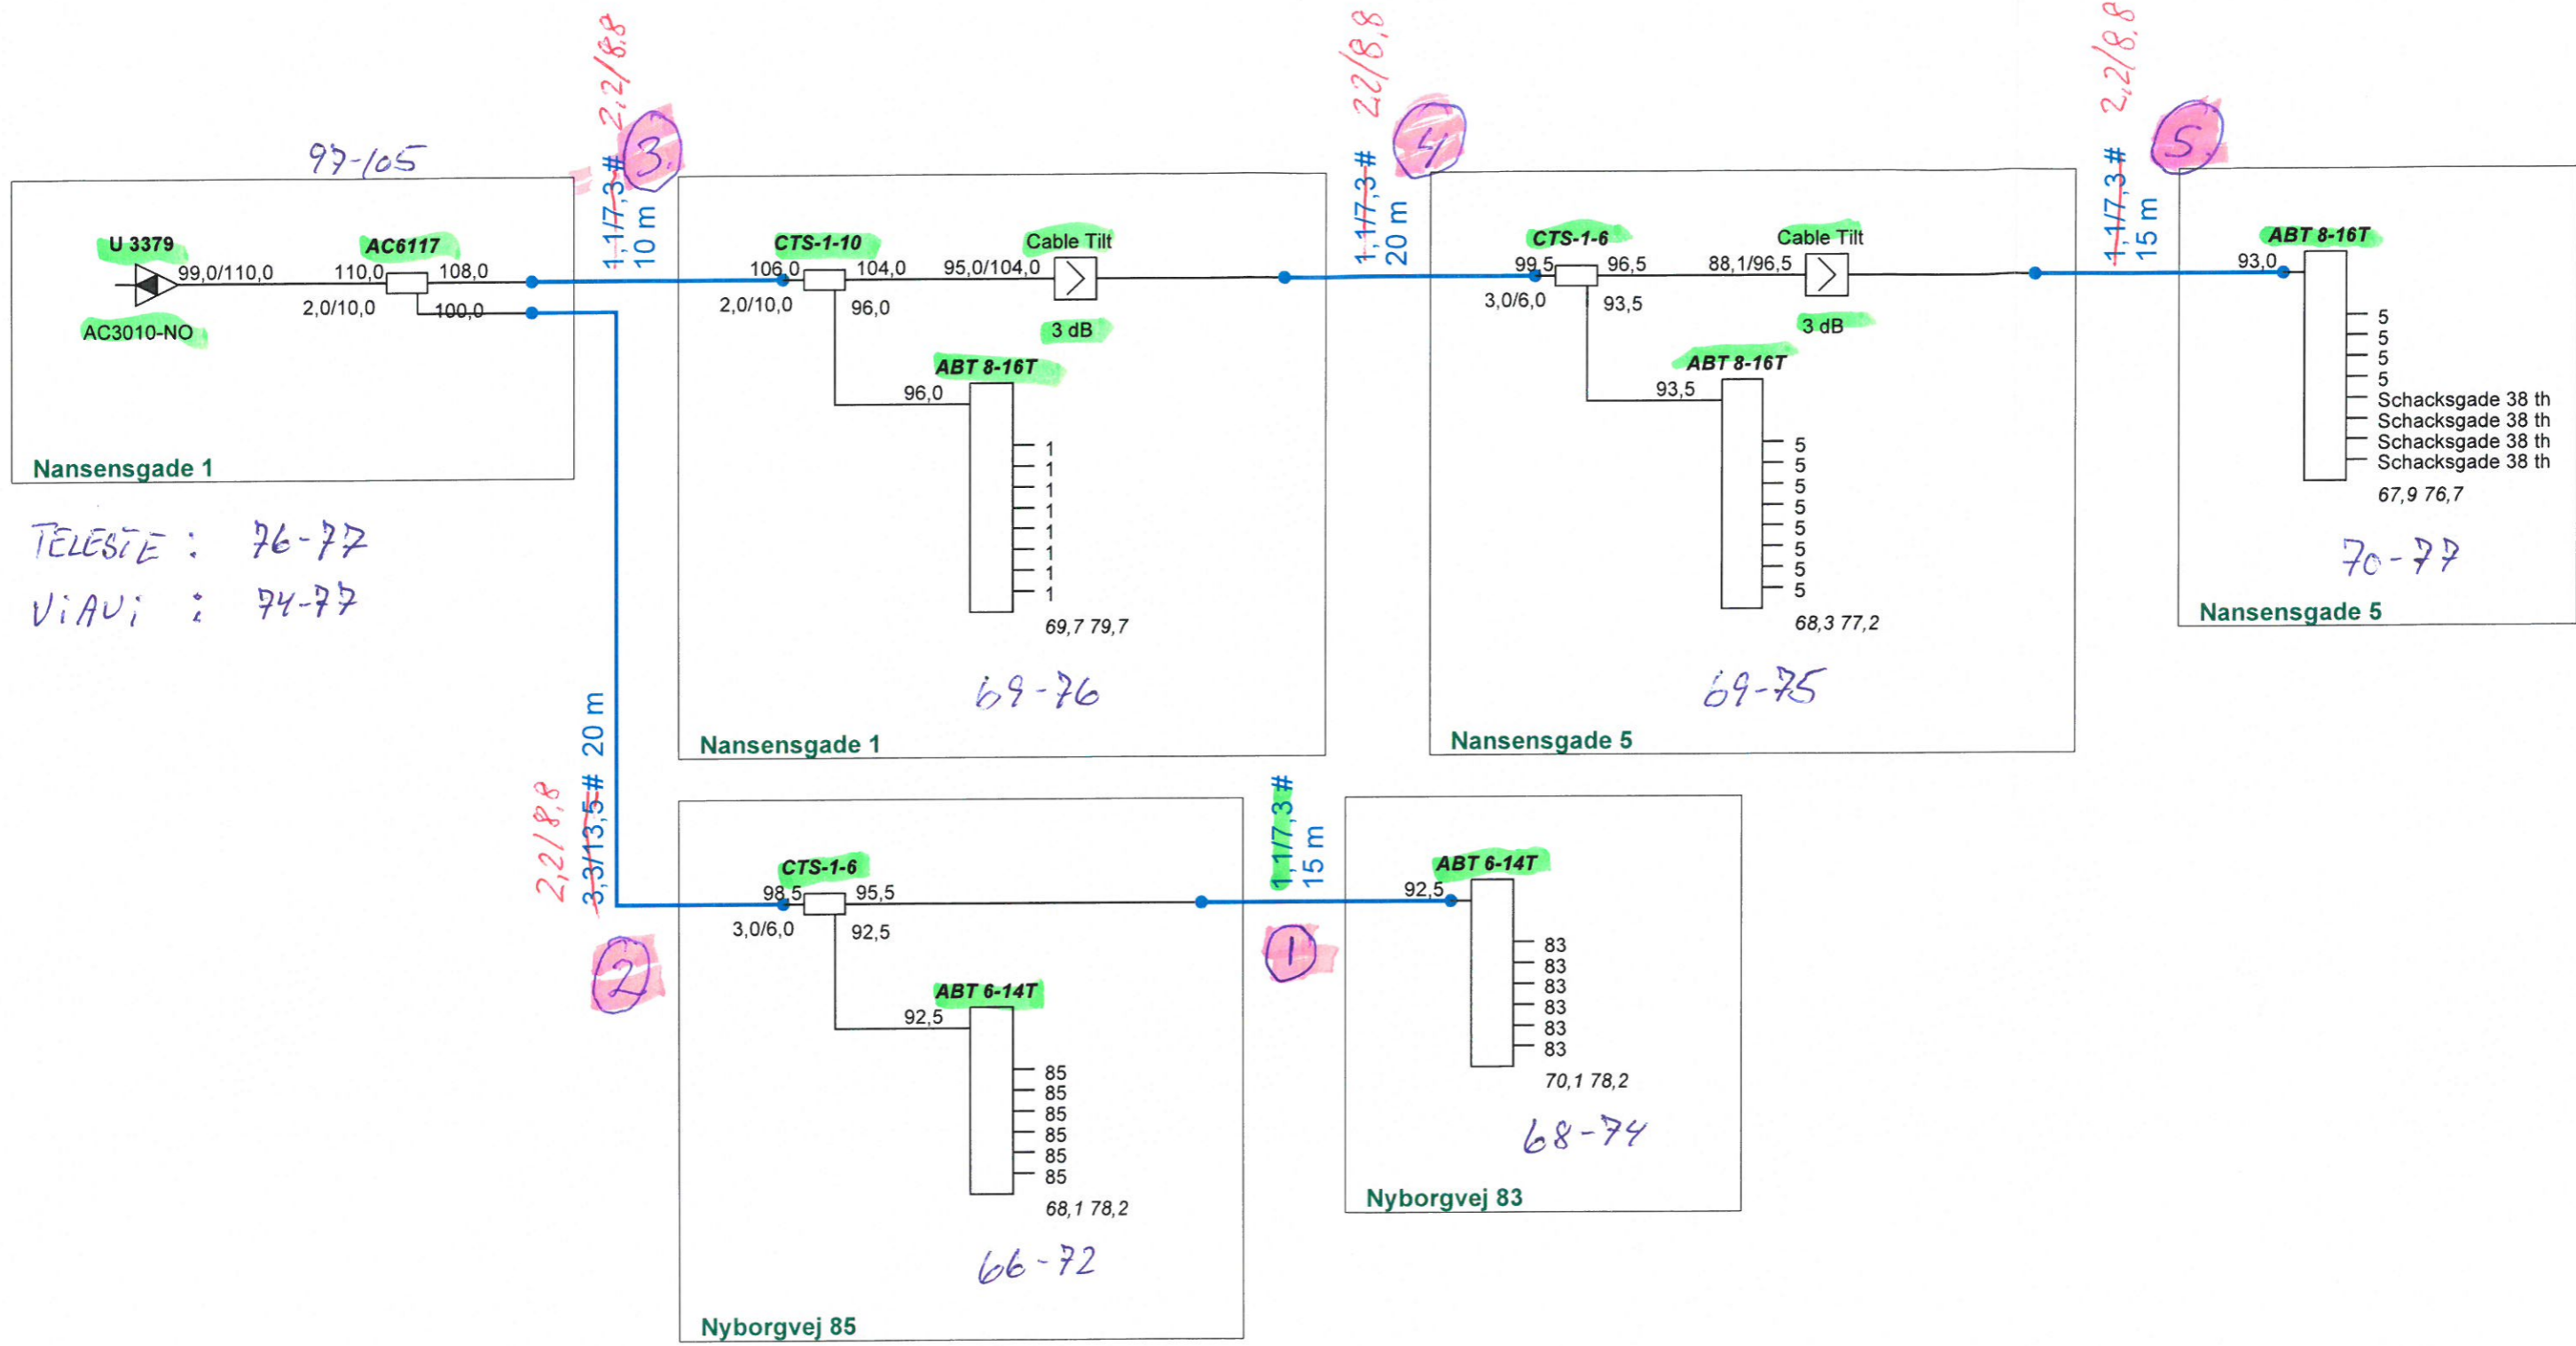 97-105
U 3379
99,0/110,0
AC3010-NO
AC6117
110,0
108,0
2,0/10,0
100,0
Nansensgade 1
TELESTE : 76-77
ViAVi : 74-77
2,2/8,8
1,1/7,3 #
10 m
3.
CTS-1-10
106,0
104,0
2,0/10,0
96,0
95,0/104,0
Cable Tilt
3 dB
ABT 8-16T
96,0
1
1
1
1
1
1
1
1
69,7 79,7
69-76
Nansensgade 1
22/8,8
1,1/7,3 #
20 m
4
CTS-1-6
99,5
96,5
3,0/6,0
93,5
88,1/96,5
Cable Tilt
3 dB
ABT 8-16T
93,5
5
5
5
5
5
5
5
5
68,3 77,2
69-75
Nansensgade 5
2,2/8,8
1,1/7,3 #
15 m
5.
ABT 8-16T
93,0
5
5
5
5
Schacksgade 38 th
Schacksgade 38 th
Schacksgade 38 th
Schacksgade 38 th
67,9 76,7
70-77
Nansensgade 5
2,2/8,8
3,3/13,5 # 20 m
2
CTS-1-6
98,5
95,5
3,0/6,0
92,5
ABT 6-14T
92,5
85
85
85
85
85
85
68,1 78,2
66-72
Nyborgvej 85
1,1/7,3 #
15 m
1
ABT 6-14T
92,5
83
83
83
83
83
83
70,1 78,2
68-74
Nyborgvej 83